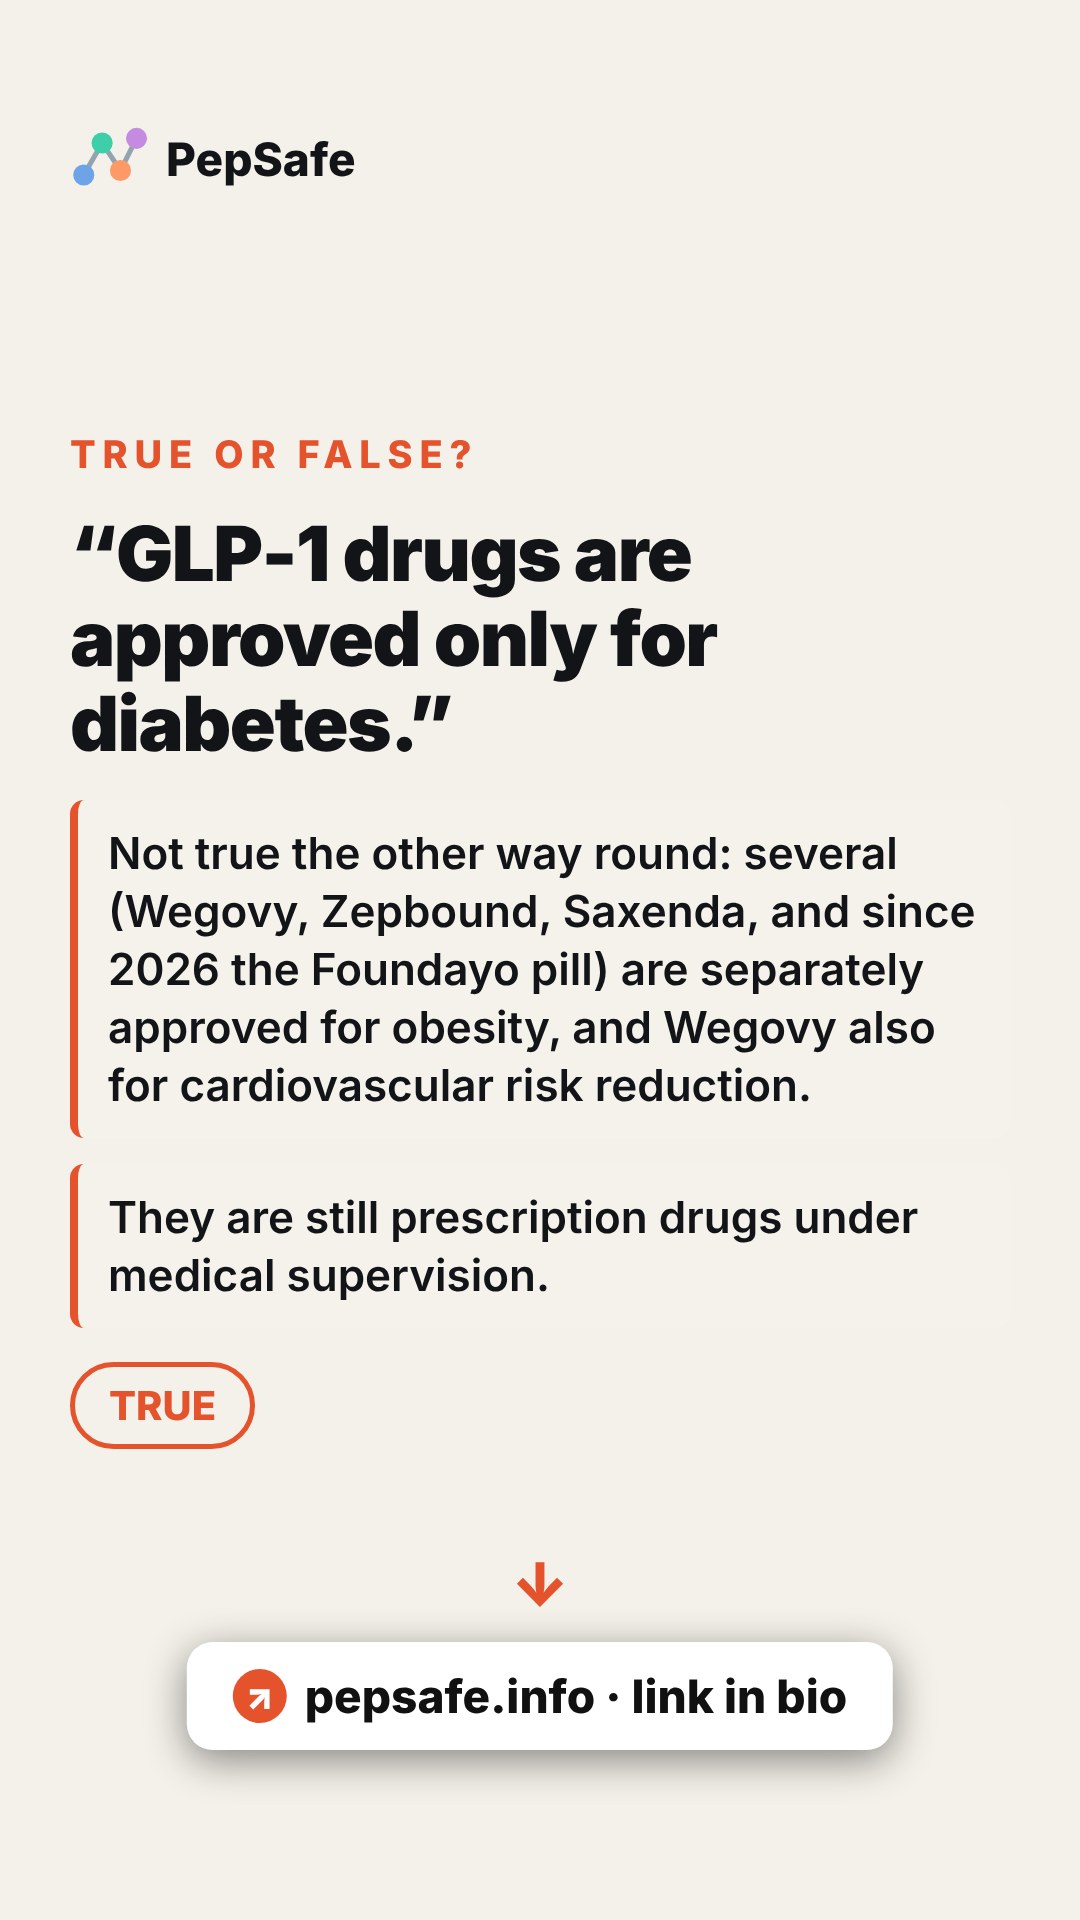 PepSafe
TRUE OR FALSE?
“GLP-1 drugs are
approved only for
diabetes.”
Not true the other way round: several
(Wegovy, Zepbound, Saxenda, and since
2026 the Foundayo pill) are separately
approved for obesity, and Wegovy also
for cardiovascular risk reduction.
They are still prescription drugs under
medical supervision.
TRUE
pepsafe.info · link in bio